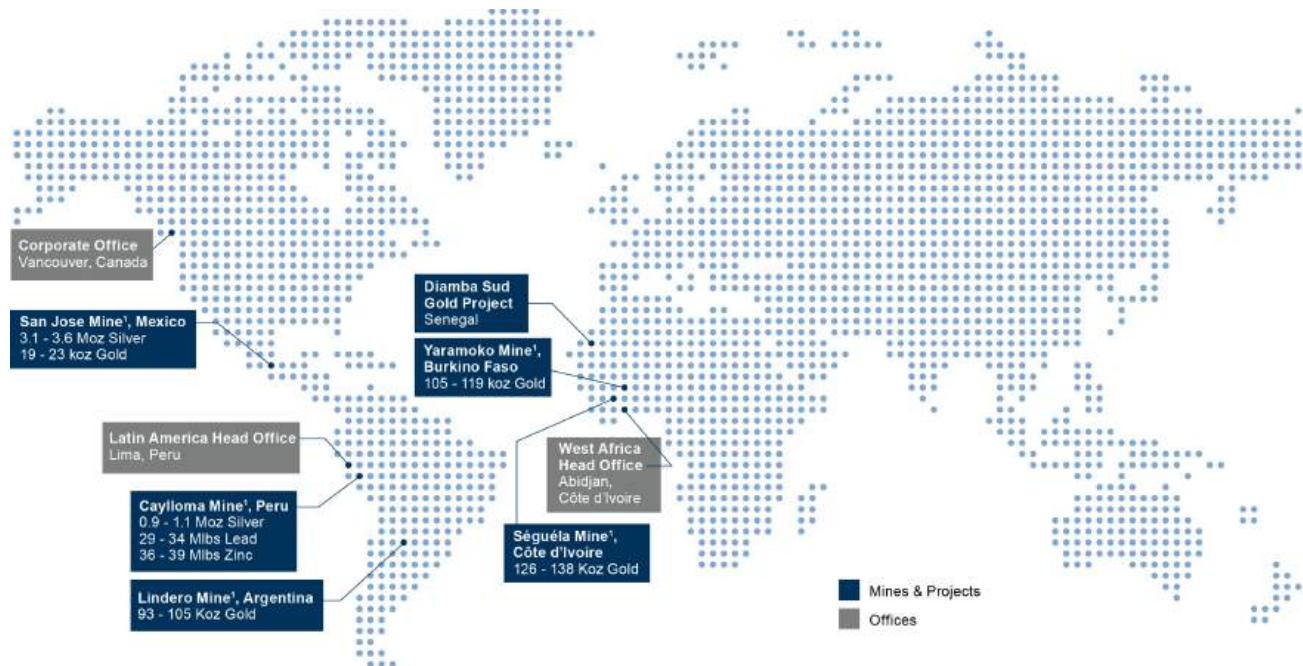 Corporate Office
Vancouver, Canada
San Jose Mine¹, Mexico
3.1 - 3.6 Moz Silver
19 - 23 koz Gold
Latin America Head Office
Lima, Peru
Caylloma Mine¹, Peru
0.9 - 1.1 Moz Silver
29 - 34 Mlbs Lead
36 - 39 Mlbs Zinc
Lindero Mine¹, Argentina
93 - 105 Koz Gold
Diamba Sud
Gold Project
Senegal
Yaramoko Mine¹,
Burkino Faso
105 - 119 koz Gold
West Africa
Head Office
Abidjan,
Côte d'Ivoire
Séguéla Mine¹,
Côte d'Ivoire
126 - 138 Koz Gold
Mines & Projects
Offices